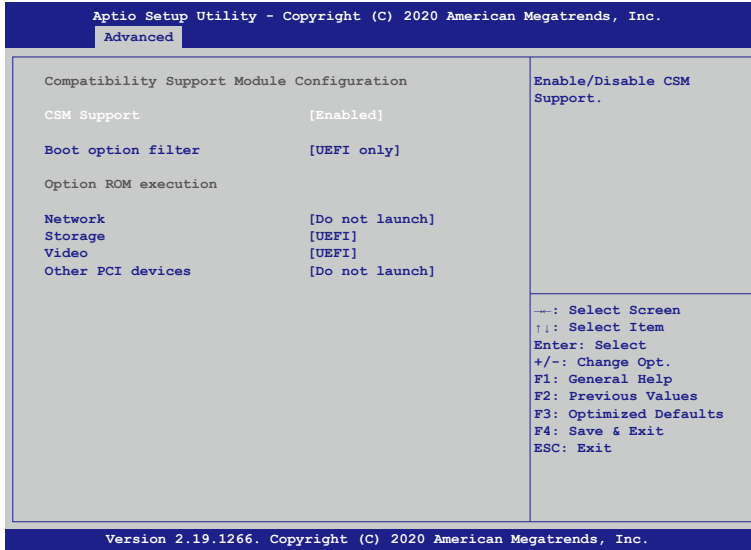 Aptio Setup Utility - Copyright (C) 2020 American Megatrends, Inc.
Advanced
Compatibility Support Module Configuration
CSM Support [Enabled]
Boot option filter [UEFI only]
Option ROM execution
Network [Do not launch]
Storage [UEFI]
Video [UEFI]
Other PCI devices [Do not launch]
Enable/Disable CSM
Support.
→←: Select Screen
↑↓: Select Item
Enter: Select
+/-: Change Opt.
F1: General Help
F2: Previous Values
F3: Optimized Defaults
F4: Save & Exit
ESC: Exit
Version 2.19.1266. Copyright (C) 2020 American Megatrends, Inc.